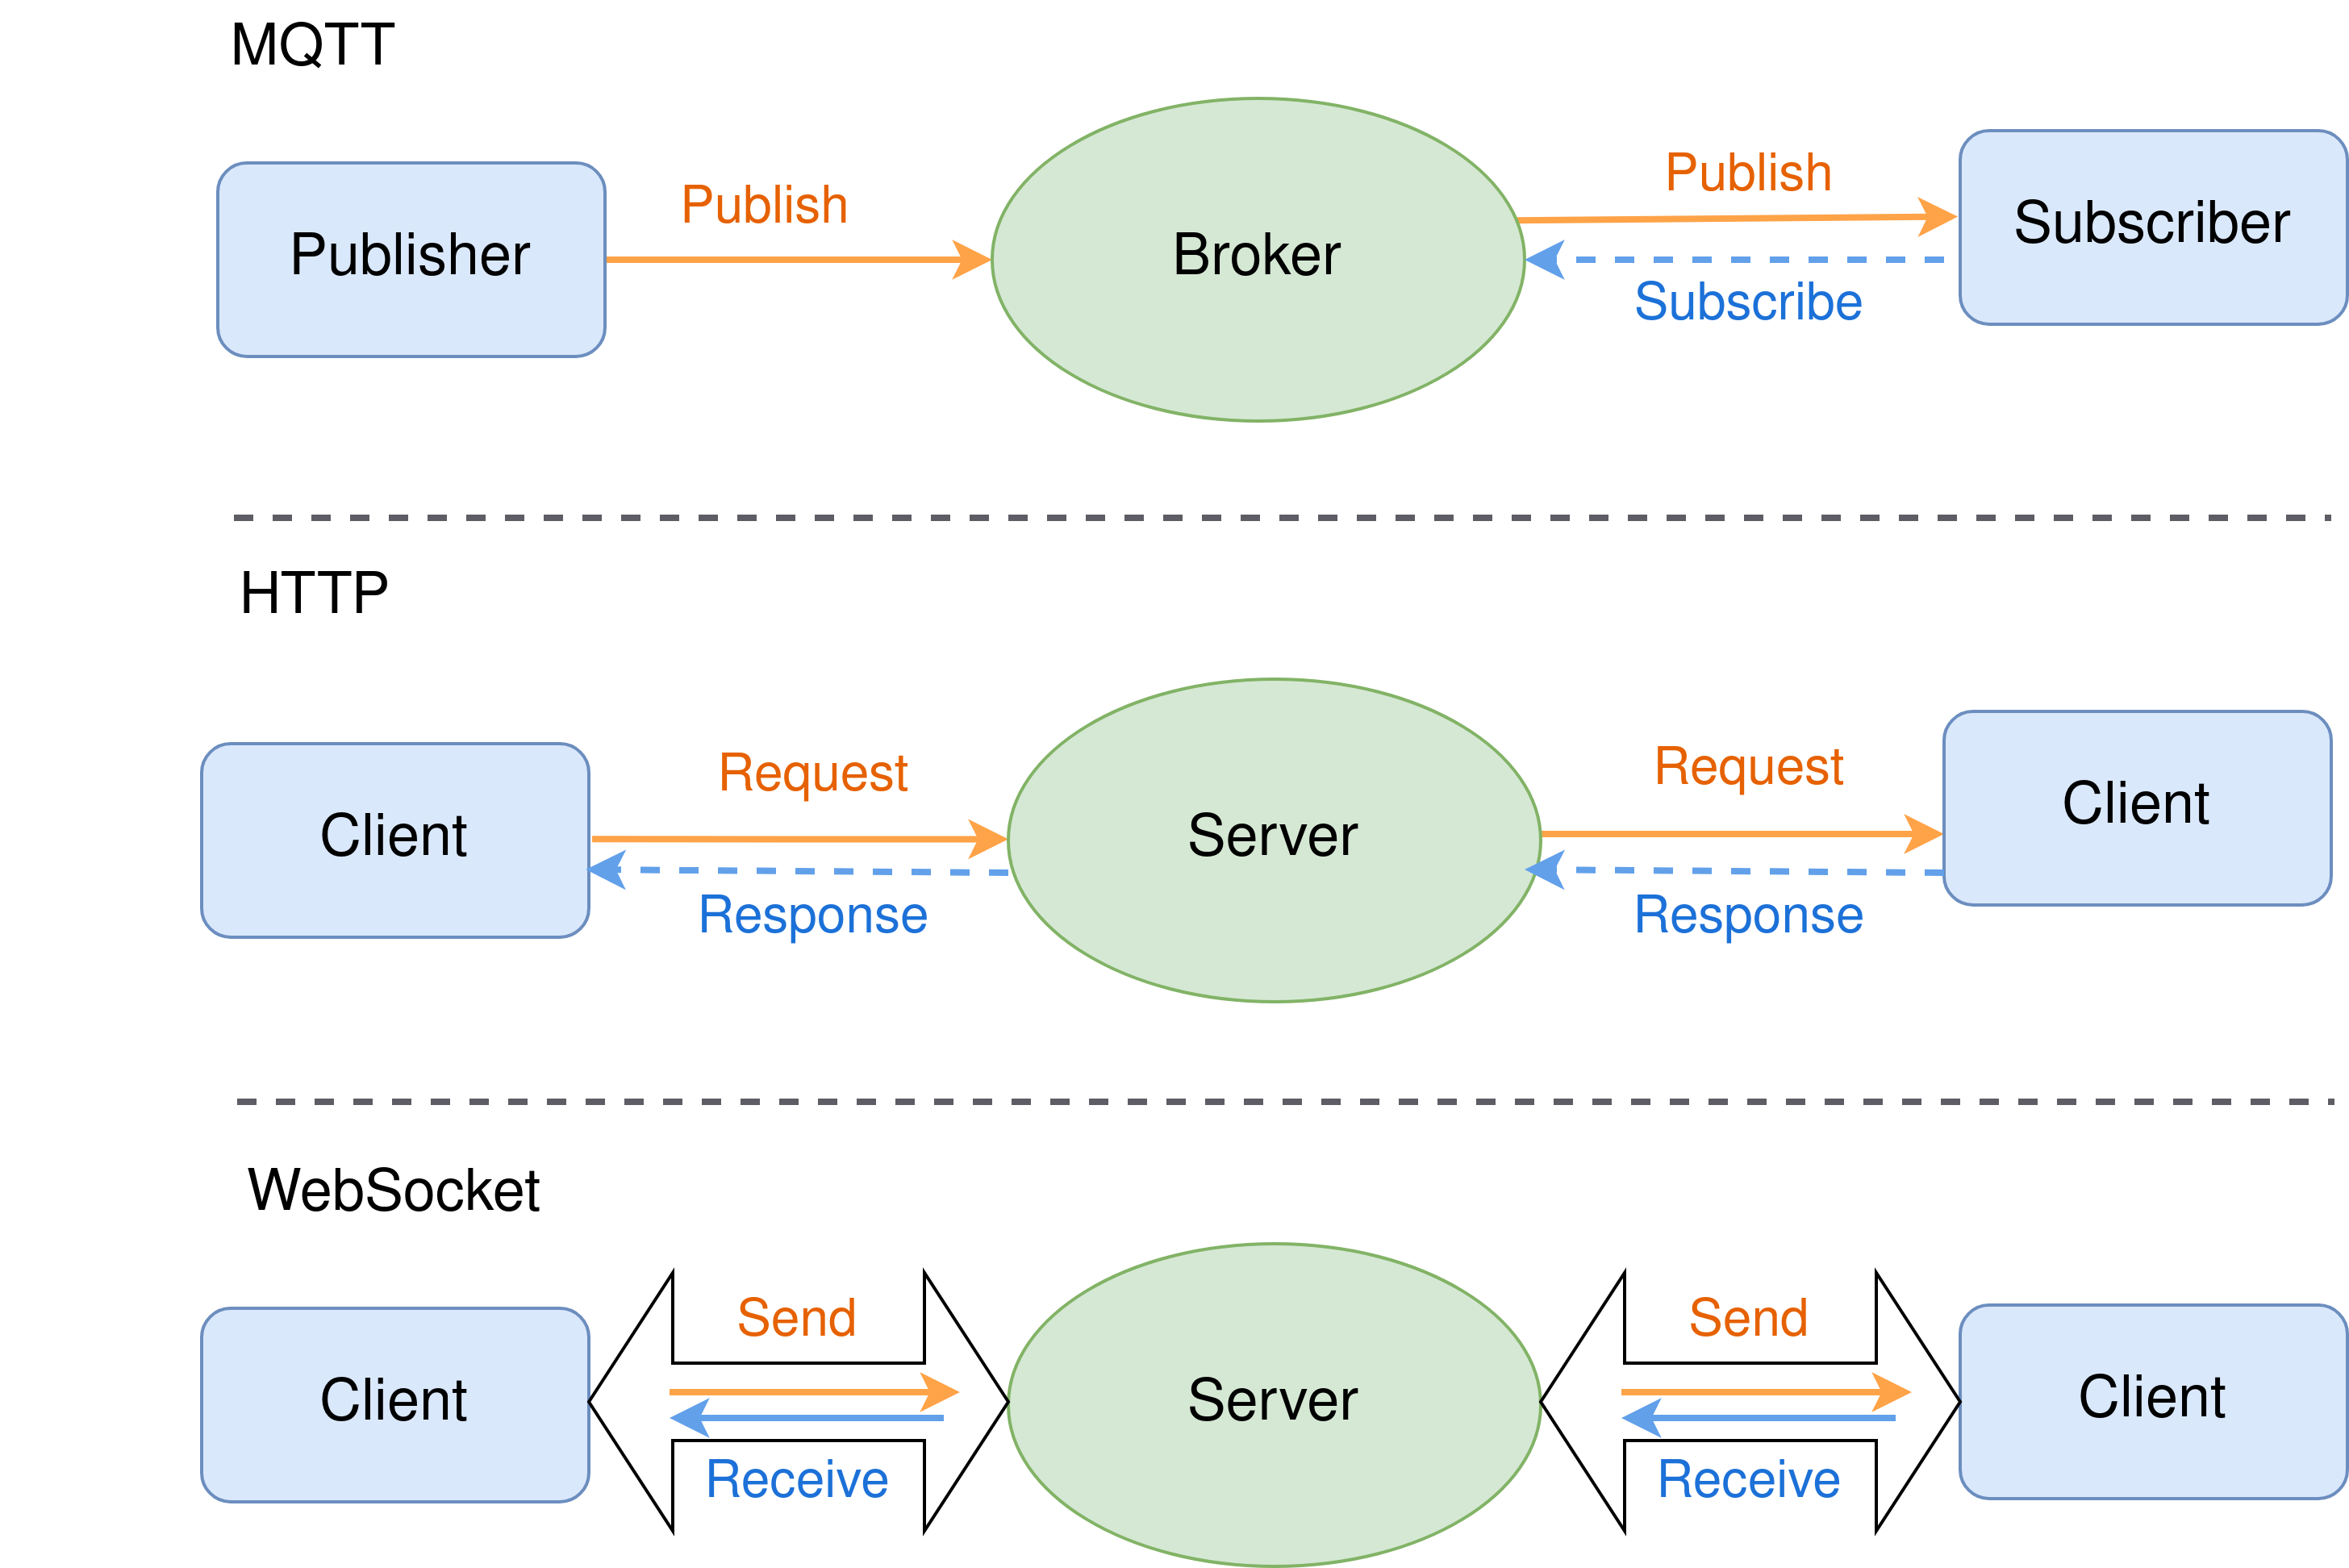 MQTT
Publisher
Publish
Broker
Publish
Subscribe
Subscriber
HTTP
Client
Request
Response
Server
Request
Response
Client
WebSocket
Client
Send
Receive
Server
Send
Receive
Client